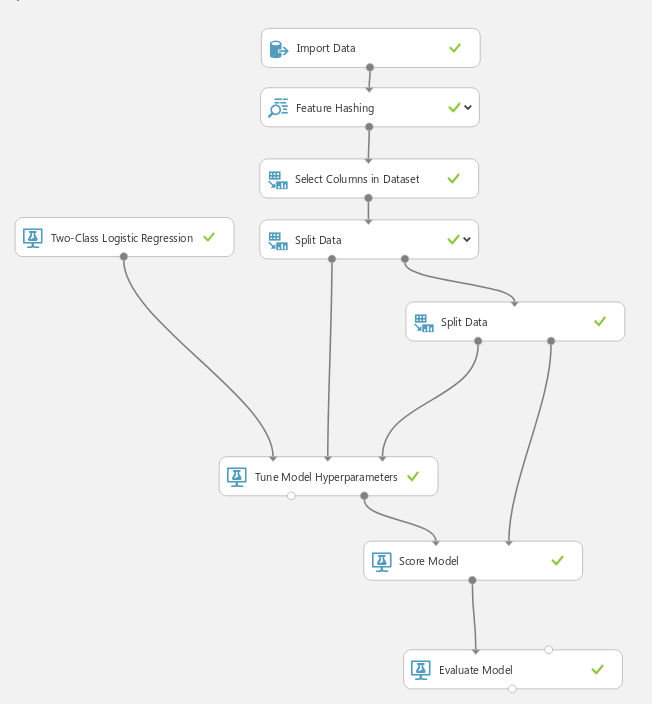 Import Data
Feature Hashing
Select Columns in Dataset
Two-Class Logistic Regression
Split Data
Split Data
Tune Model Hyperparameters
Score Model
Evaluate Model